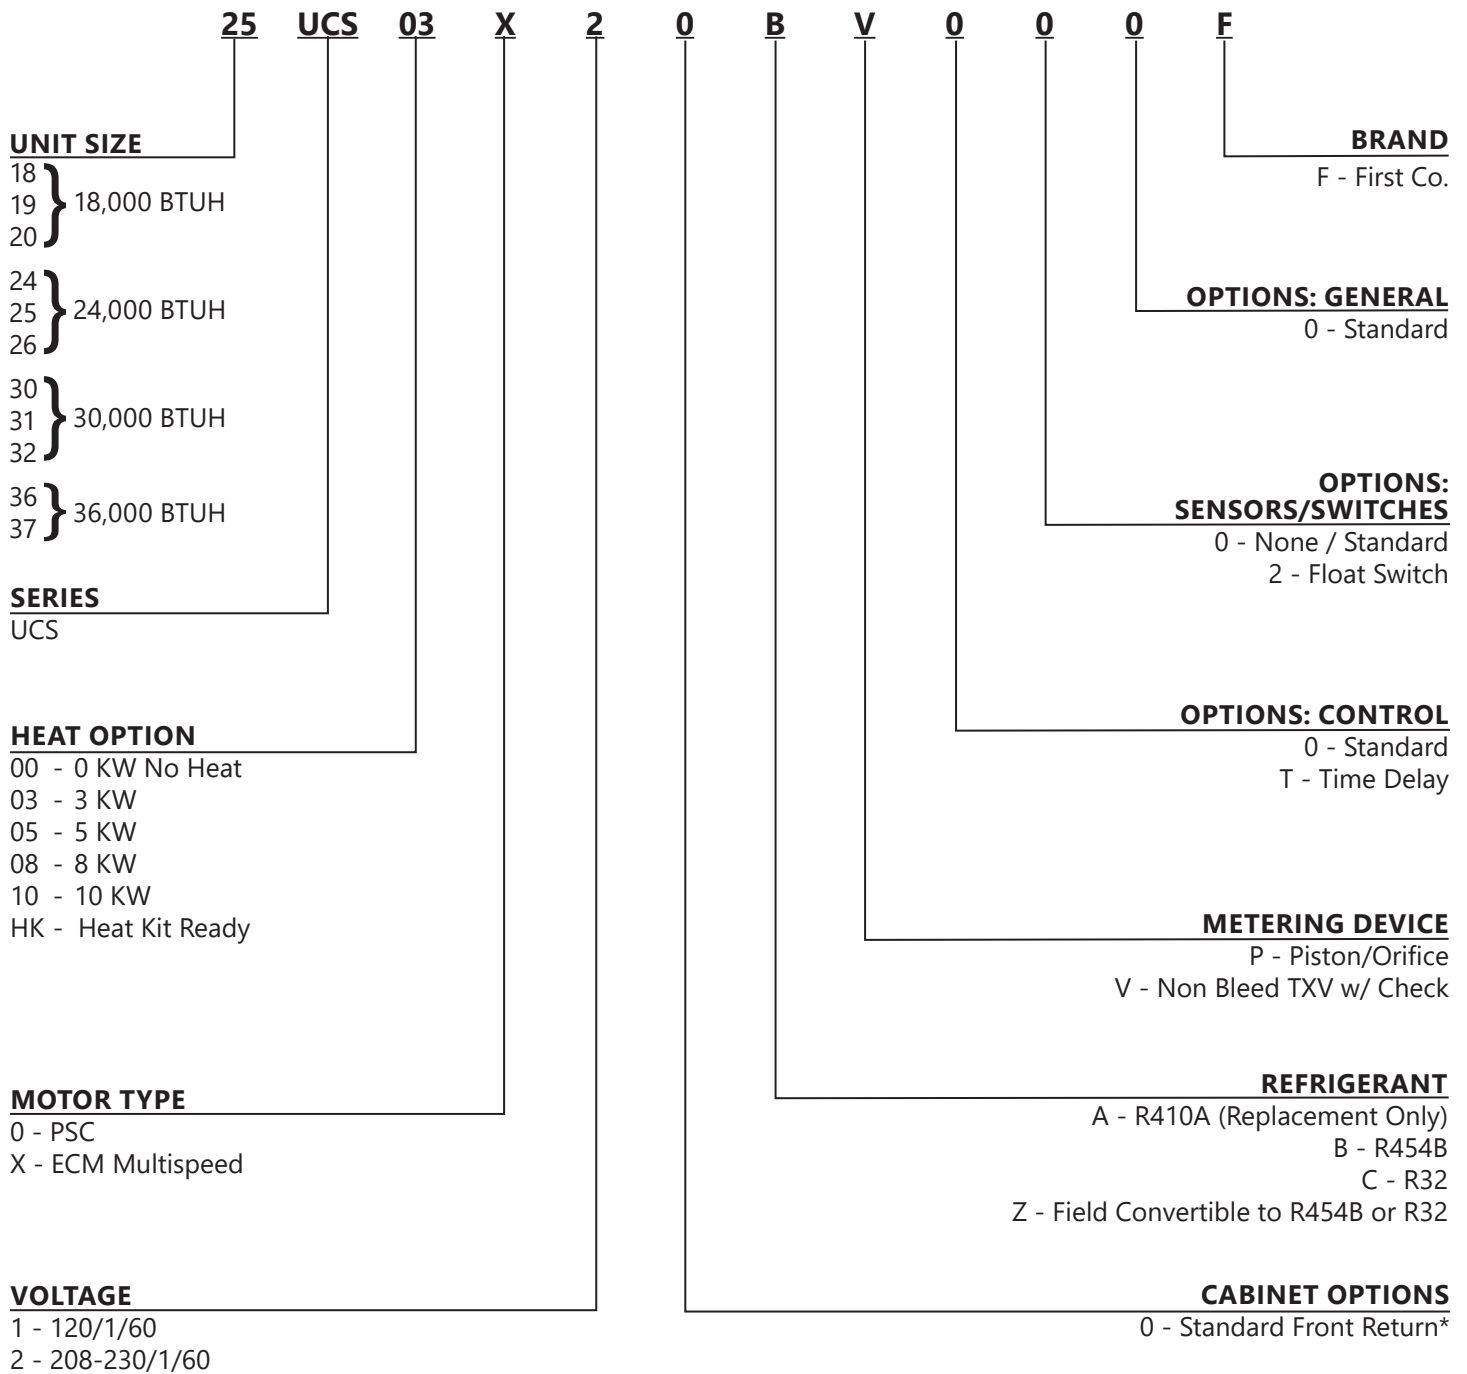 25 UCS 03 X 2 0 B V 0 0 0 F
UNIT SIZE
18
19
20
18,000 BTUH
24
25
26
24,000 BTUH
30
31
32
30,000 BTUH
36
37
36,000 BTUH
SERIES
UCS
HEAT OPTION
00 - 0 KW No Heat
03 - 3 KW
05 - 5 KW
08 - 8 KW
10 - 10 KW
HK - Heat Kit Ready
MOTOR TYPE
0 - PSC
X - ECM Multispeed
VOLTAGE
1 - 120/1/60
2 - 208-230/1/60
BRAND
F - First Co.
OPTIONS: GENERAL
0 - Standard
OPTIONS:
SENSORS/SWITCHES
0 - None / Standard
2 - Float Switch
OPTIONS: CONTROL
0 - Standard
T - Time Delay
METERING DEVICE
P - Piston/Orifice
V - Non Bleed TXV w/ Check
REFRIGERANT
A - R410A (Replacement Only)
B - R454B
C - R32
Z - Field Convertible to R454B or R32
CABINET OPTIONS
0 - Standard Front Return*